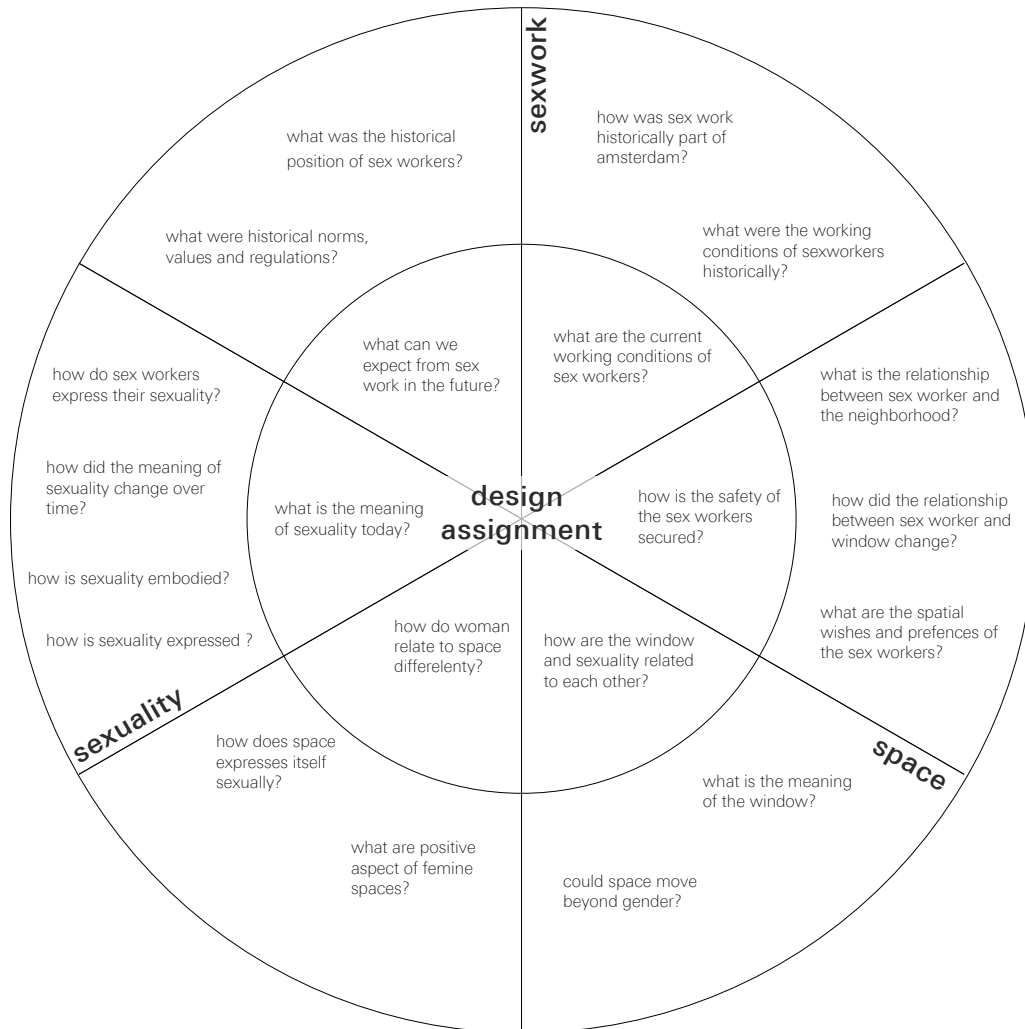 sexwork
what was the historical
position of sex workers?
how was sex work
historically part of
amsterdam?
what were historical norms,
values and regulations?
what were the working
conditions of sexworkers
historically?
what can we
expect from sex
work in the future?
what are the current
working conditions of
sex workers?
how do sex workers
express their sexuality?
what is the relationship
between sex worker and
the neighborhood?
how did the meaning of
sexuality change over
time?
what is the meaning
of sexuality today?
design
assignment
how is the safety of
the sex workers
secured?
how did the relationship
between sex worker and
window change?
how is sexuality embodied?
how is sexuality expressed ?
how do woman
relate to space
differelenty?
how are the window
and sexuality related
to each other?
what are the spatial
wishes and prefences of
the sex workers?
sexuality
space
how does space
expresses itself
sexually?
what is the meaning
of the window?
what are positive
aspect of femine
spaces?
could space move
beyond gender?